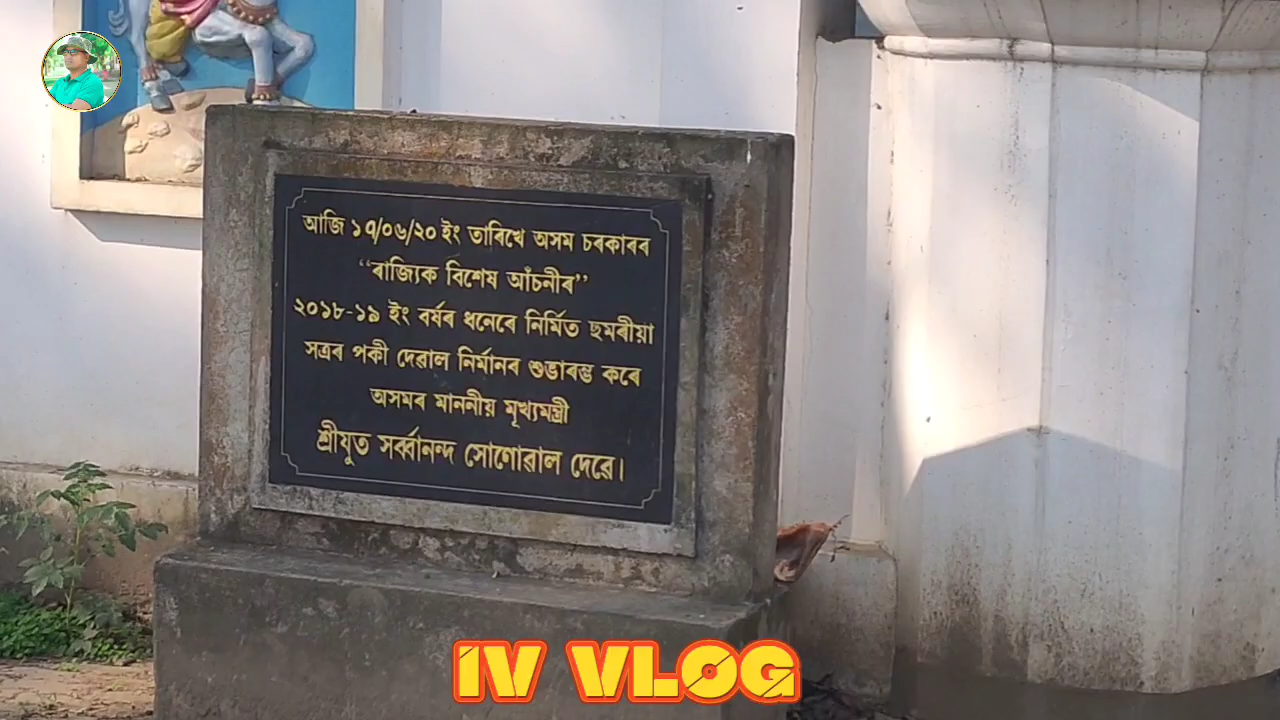 আজি ১৭/০৬/২০ ইং তাৰিখে অসম চৰকাৰৰ
“ৰাজ্যিক বিশেষ আঁচনীৰ”
২০১৮-১৯ ইং বৰ্ষৰ ধনেৰে নিৰ্মিত ছমৰীয়া
সত্ৰৰ পকী দেৱাল নিৰ্মানৰ শুভাৰম্ভ কৰে
অসমৰ মাননীয় মূখ্যমন্ত্ৰী
শ্ৰীযুত সৰ্ব্বানন্দ সোণোৱাল দেৱে।
IV VLOG